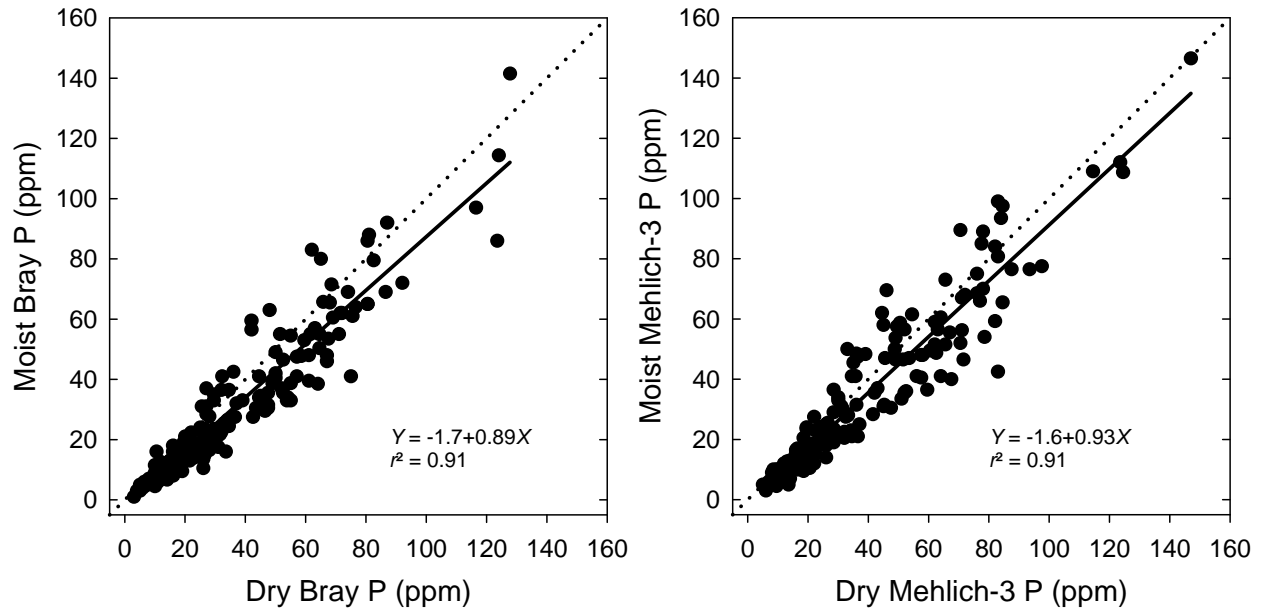 160
140
120
100
80
60
40
20
0
Moist Bray P (ppm)
Y = -1.7+0.89X
r² = 0.91
0 20 40 60 80 100 120 140 160
Dry Bray P (ppm)
160
140
120
100
80
60
40
20
0
Moist Mehlich-3 P (ppm)
Y = -1.6+0.93X
r² = 0.91
0 20 40 60 80 100 120 140 160
Dry Mehlich-3 P (ppm)